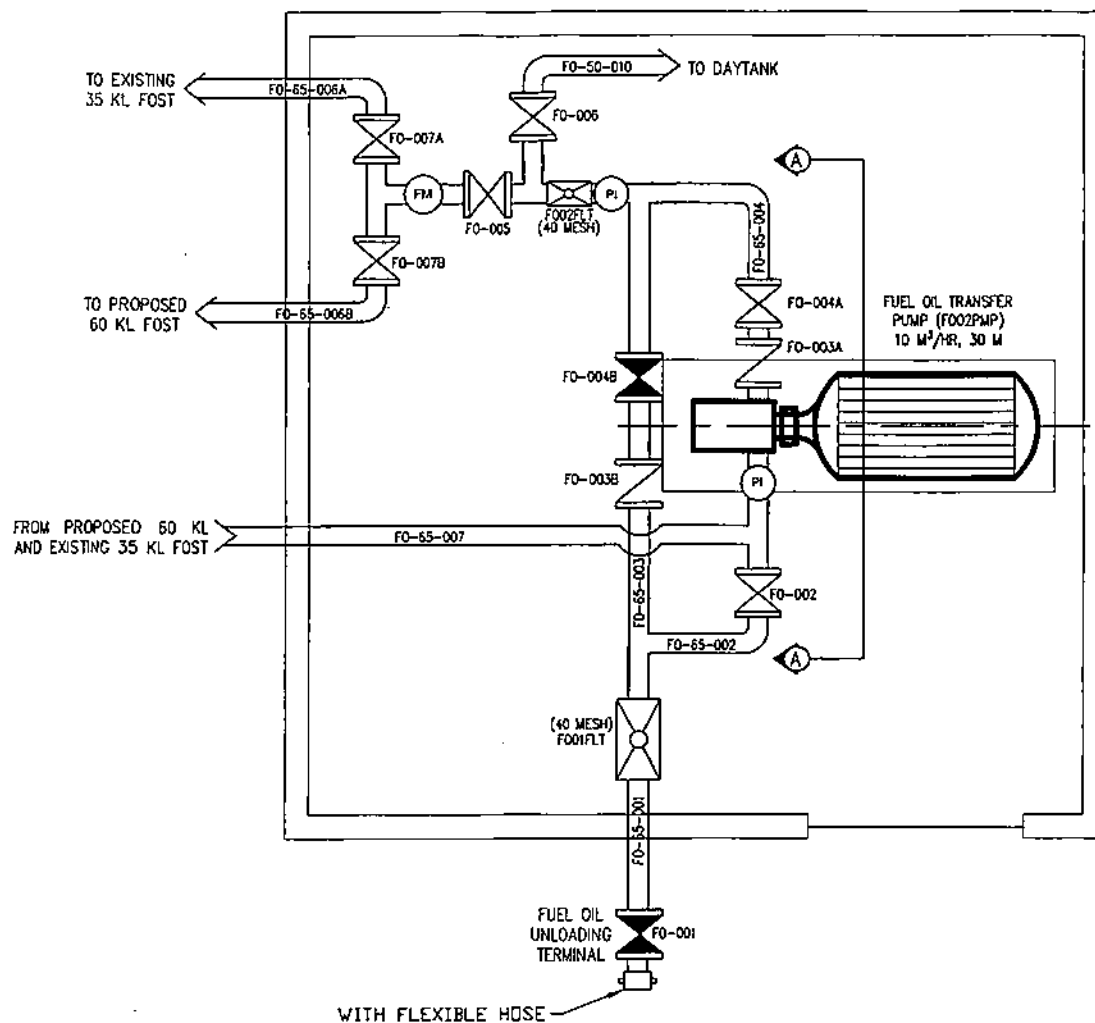 FO-50-010
TO DAYTANK
TO EXISTING
35 KL FOST
FO-65-006A
FO-006
FO-007A
A
FM
PI
F002FLT
(40 MESH)
FO-005
FO-65-004
FO-007B
TO PROPOSED
60 KL FOST
FO-65-006B
FO-004A
FUEL OIL TRANSFER
PUMP (F002PMP)
10 M³/HR, 30 M
FO-003A
FO-004B
FO-003B
PI
FROM PROPOSED 60 KL
AND EXISTING 35 KL FOST
FO-65-007
FO-65-003
FO-002
FO-65-002
A
(40 MESH)
F001FLT
FO-65-001
FUEL OIL
UNLOADING
TERMINAL
FO-001
WITH FLEXIBLE HOSE